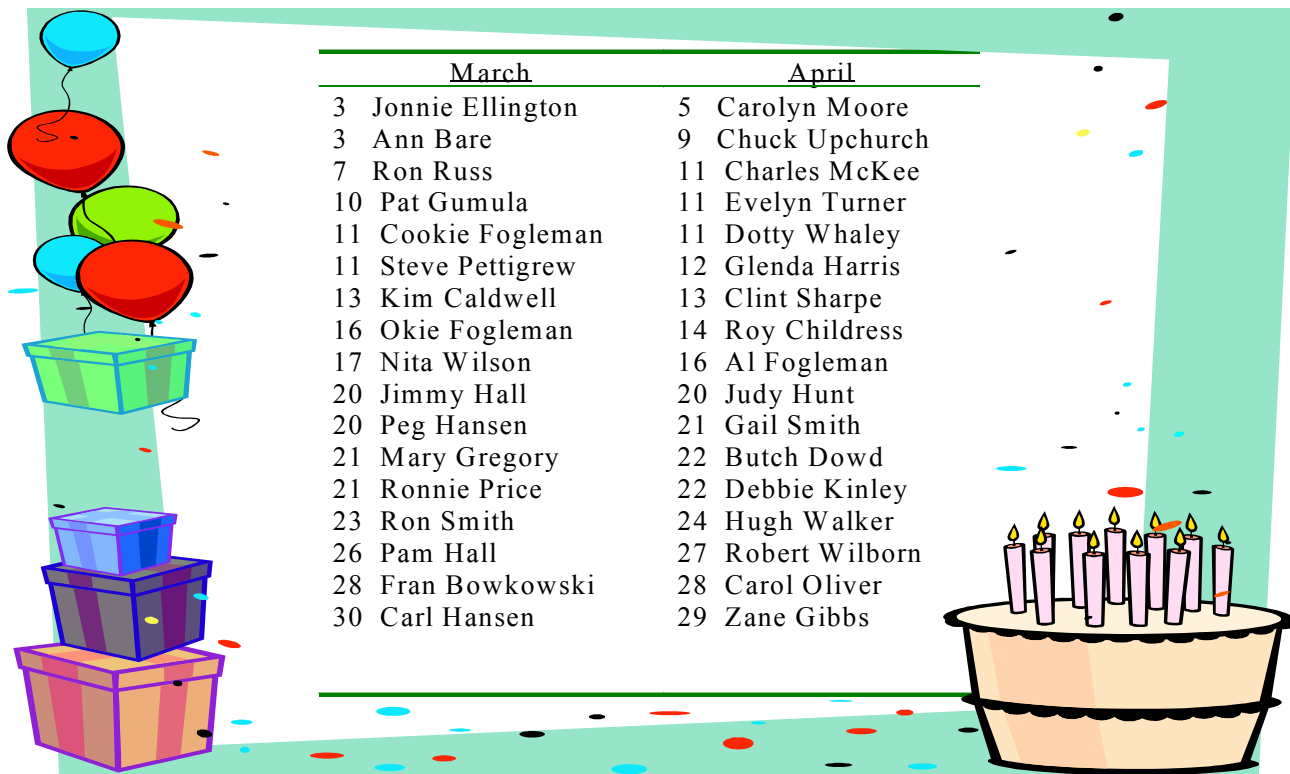 March April
3 Jonnie Ellington 5 Carolyn Moore
3 Ann Bare 9 Chuck Upchurch
7 Ron Russ 11 Charles McKee
10 Pat Gumula 11 Evelyn Turner
11 Cookie Fogleman 11 Dotty Whaley
11 Steve Pettigrew 12 Glenda Harris
13 Kim Caldwell 13 Clint Sharpe
16 Okie Fogleman 14 Roy Childress
17 Nita Wilson 16 Al Fogleman
20 Jimmy Hall 20 Judy Hunt
20 Peg Hansen 21 Gail Smith
21 Mary Gregory 22 Butch Dowd
21 Ronnie Price 22 Debbie Kinley
23 Ron Smith 24 Hugh Walker
26 Pam Hall 27 Robert Wilborn
28 Fran Bowkowski 28 Carol Oliver
30 Carl Hansen 29 Zane Gibbs